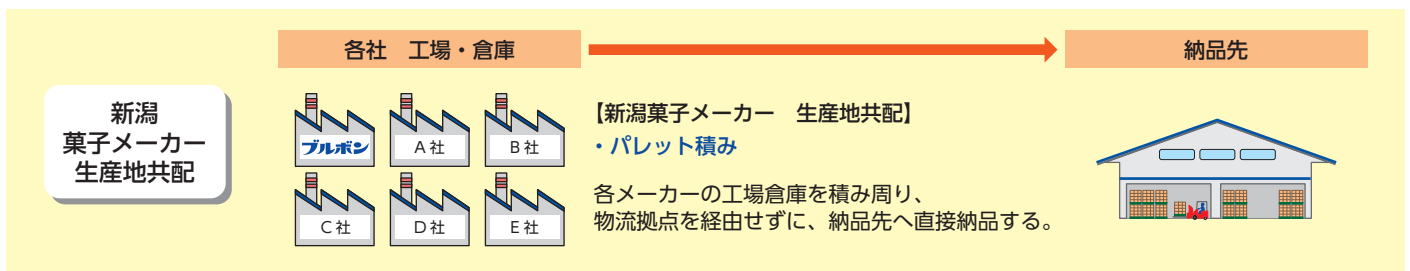 各社　工場・倉庫
納品先
新潟
菓子メーカー
生産地共配
ブルボン
A社
B社
C社
D社
E社
【新潟菓子メーカー　生産地共配】
・パレット積み
各メーカーの工場倉庫を積み周り、
物流拠点を経由せずに、納品先へ直接納品する。